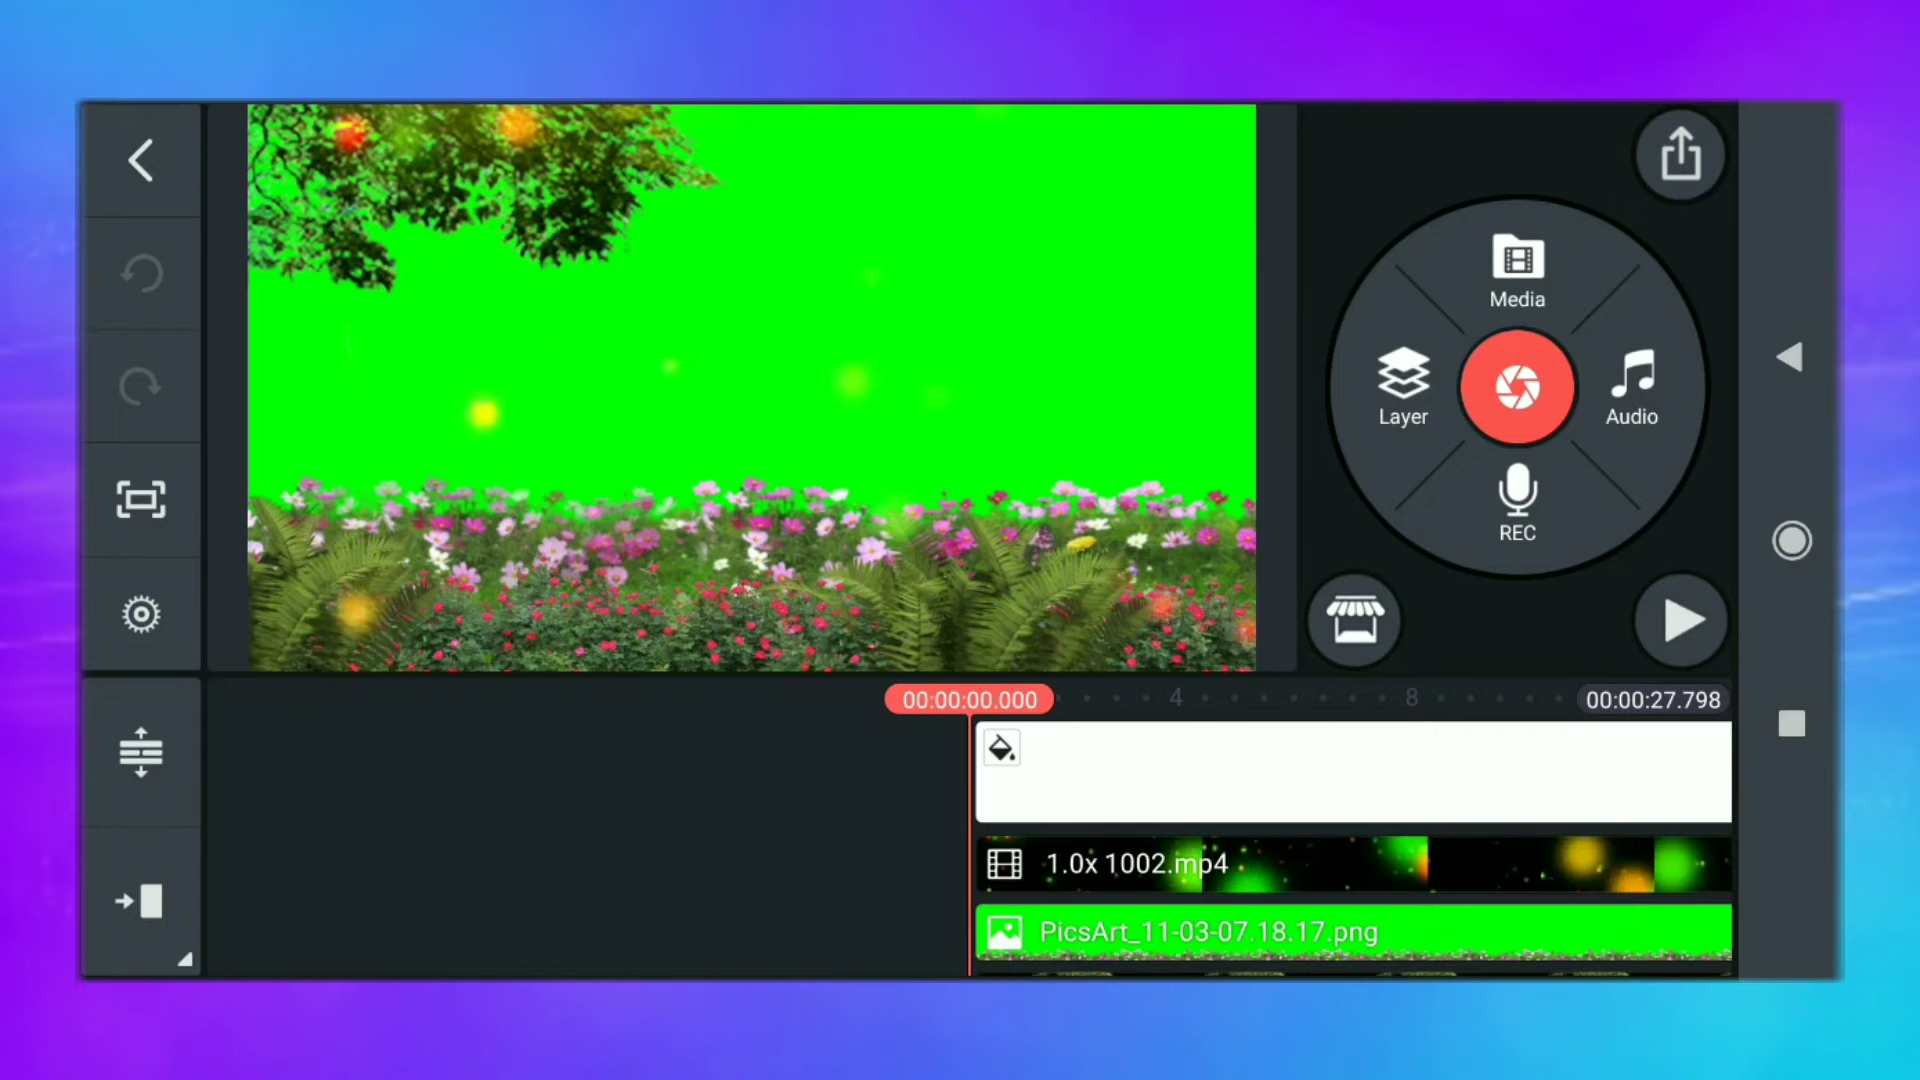 Media
Layer
Audio
REC
00:00:00.000
4
8
00:00:27.798
1.0x 1002.mp4
PicsArt_11-03-07.18.17.png